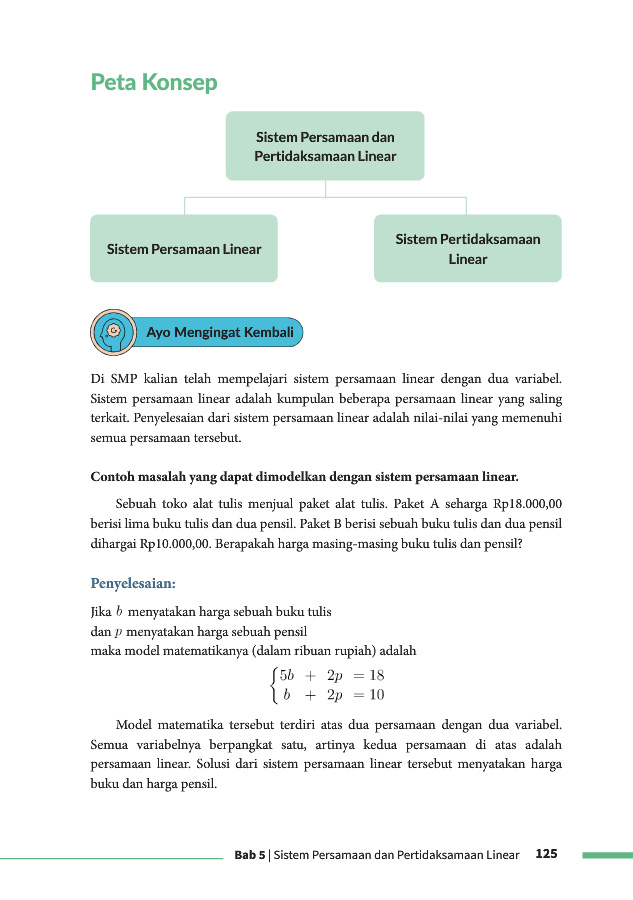 Peta Konsep
Sistem Persamaan dan
Pertidaksamaan Linear
Sistem Persamaan Linear
Sistem Pertidaksamaan
Linear
Ayo Mengingat Kembali
Di SMP kalian telah mempelajari sistem persamaan linear dengan dua variabel.
Sistem persamaan linear adalah kumpulan beberapa persamaan linear yang saling
terkait. Penyelesaian dari sistem persamaan linear adalah nilai-nilai yang memenuhi
semua persamaan tersebut.
Contoh masalah yang dapat dimodelkan dengan sistem persamaan linear.
Sebuah toko alat tulis menjual paket alat tulis. Paket A seharga Rp18.000,00
berisi lima buku tulis dan dua pensil. Paket B berisi sebuah buku tulis dan dua pensil
dihargai Rp10.000,00. Berapakah harga masing-masing buku tulis dan pensil?
Penyelesaian:
Jika b menyatakan harga sebuah buku tulis
dan p menyatakan harga sebuah pensil
maka model matematikanya (dalam ribuan rupiah) adalah
5b + 2p = 18
b + 2p = 10
Model matematika tersebut terdiri atas dua persamaan dengan dua variabel.
Semua variabelnya berpangkat satu, artinya kedua persamaan di atas adalah
persamaan linear. Solusi dari sistem persamaan linear tersebut menyatakan harga
buku dan harga pensil.
Bab 5 | Sistem Persamaan dan Pertidaksamaan Linear 125